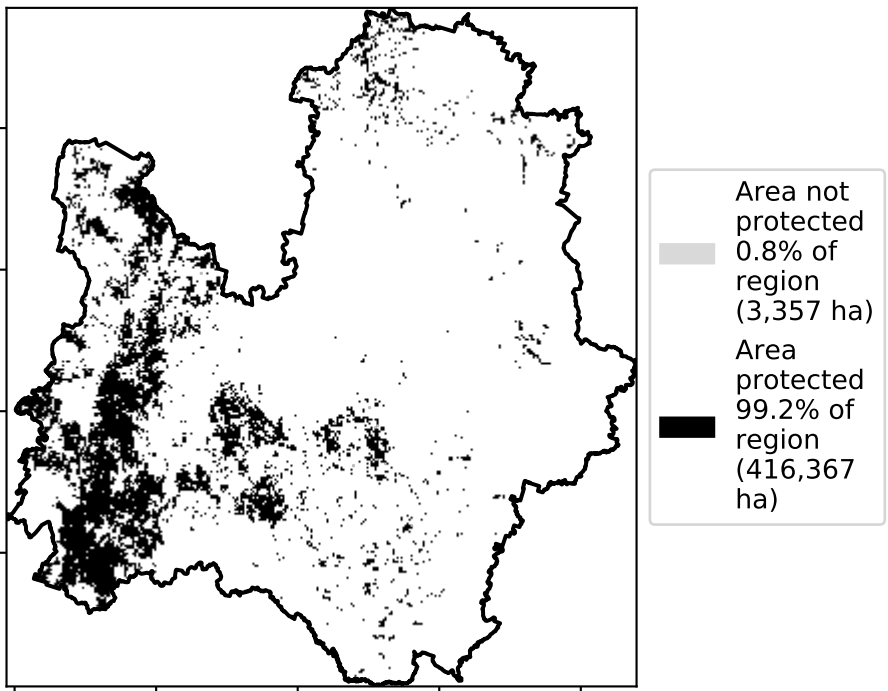 Area not
protected
0.8% of
region
(3,357 ha)
Area
protected
99.2% of
region
(416,367
ha)